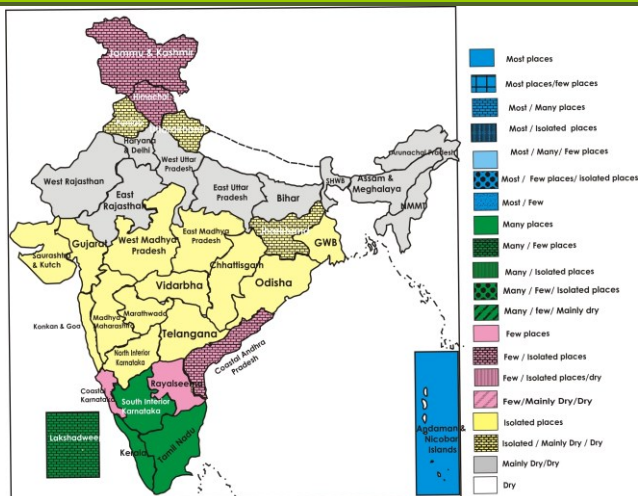 Jammu & Kashmir
Himachal
Punjab
Uttarakhand
Haryana
& Delhi
West Uttar
Pradesh
West Rajasthan
East
Rajasthan
East Uttar
Pradesh
Bihar
SHWB
Assam &
Meghalaya
Arunachal Pradesh
NMMT
Jharkhand
GWB
Gujarat
Saurashtra
& Kutch
West Madhya
Pradesh
East Madhya
Pradesh
Chhattisgarh
Odisha
Vidarbha
Konkan & Goa
Madhya
Maharashtra
Marathwada
Telangana
North Interior
Karnataka
Coastal Andhra
Pradesh
Coastal
Karnataka
Rayalseema
South Interior
Karnataka
Lakshadweep
Kerala
Tamil Nadu
Andaman &
Nicobar
Islands
Most places
Most places/few places
Most / Many places
Most / Isolated places
Most / Many/ Few places
Most / Few places/isolated places
Most / Few
Many places
Many / Few places
Many / Isolated places
Many / Few/ Isolated places
Many / few/ Mainly dry
Few places
Few / Isolated places
Few / Isolated places/dry
Few/Mainly Dry/Dry
Isolated places
Isolated / Mainly Dry / Dry
Mainly Dry/Dry
Dry